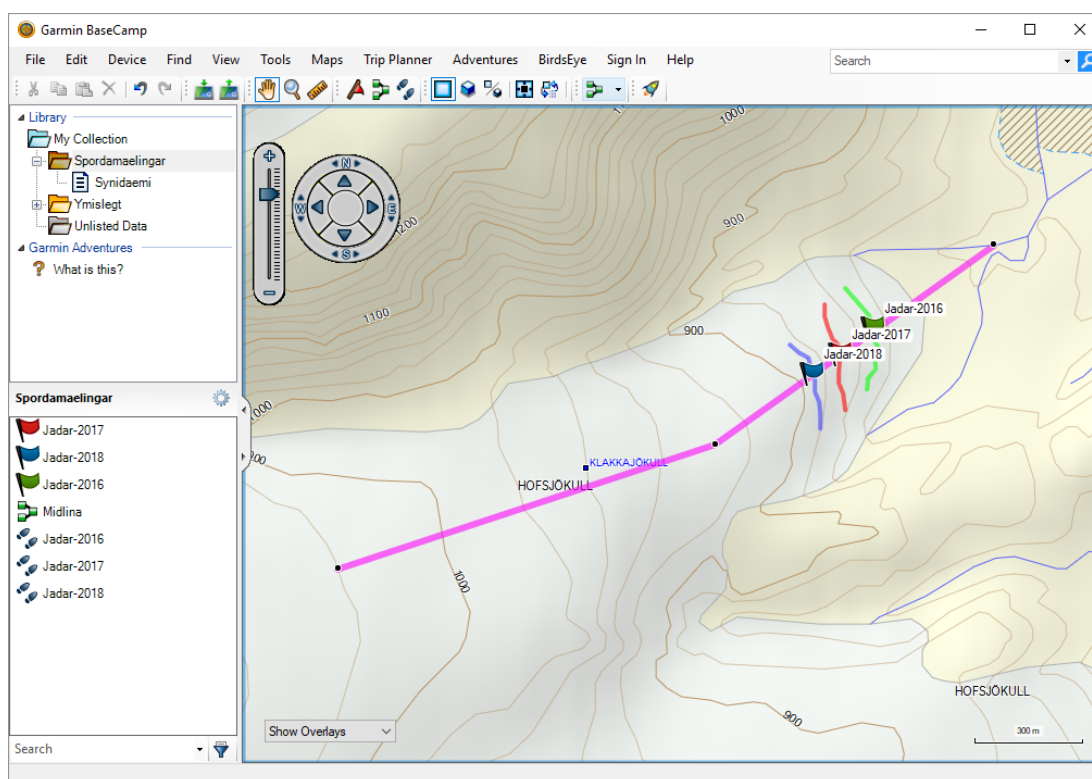 Garmin BaseCamp
File Edit Device Find View Tools Maps Trip Planner Adventures BirdsEye Sign In Help
Search
Library
My Collection
Spordamaelingar
Synidaemi
Ymislegt
Unlisted Data
Garmin Adventures
What is this?
Spordamaelingar
Jadar-2017
Jadar-2018
Jadar-2016
Midlina
Jadar-2016
Jadar-2017
Jadar-2018
Search
1000
900
N
W E
S
1200
1100
900
Jadar-2016
Jadar-2017
Jadar-2018
1000
KLAKKAJÖKULL
HOFSJÖKULL
1000
HOFSJÖKULL
900
Show Overlays
300 m